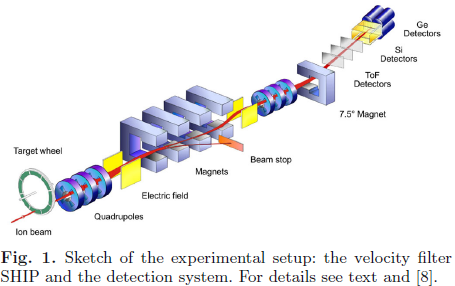 Ge
Detectors
Si
Detectors
ToF
Detectors
7.5° Magnet
Target wheel
Beam stop
Magnets
Electric field
Quadrupoles
Ion beam
Fig. 1. Sketch of the experimental setup: the velocity filter
SHIP and the detection system. For details see text and [8].